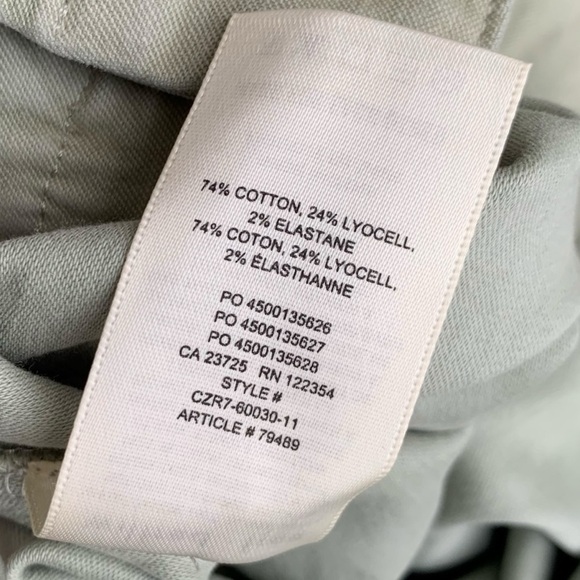 74% COTTON, 24% LYOCELL,
2% ELASTANE
74% COTON, 24% LYOCELL,
2% ÉLASTHANNE
PO 4500135626
PO 4500135627
PO 4500135628
CA 23725 RN 122354
STYLE #
CZR7-60030-11
ARTICLE # 79489